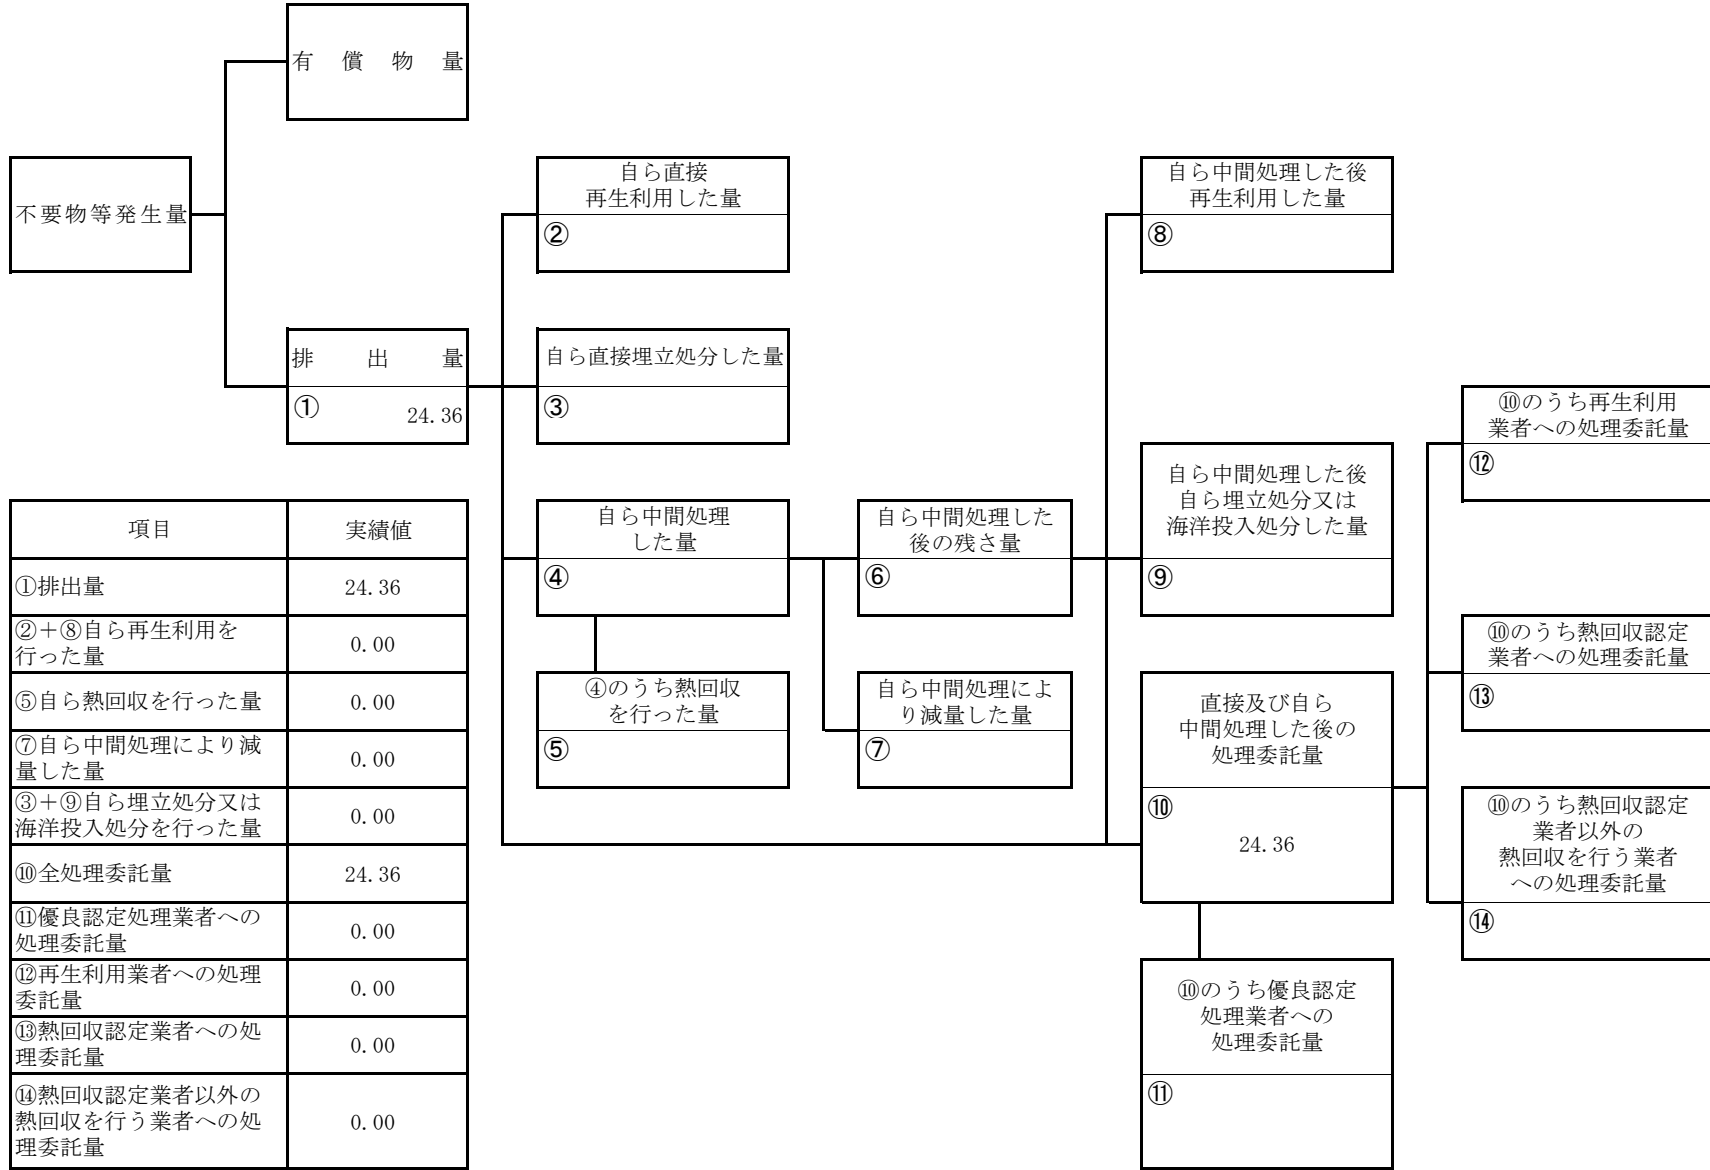 有償物量
不要物等発生量
排出量
① 24.36
自ら直接
再生利用した量
②
自ら直接埋立処分した量
③
自ら中間処理
した量
④
④のうち熱回収
を行った量
⑤
自ら中間処理した
後の残さ量
⑥
自ら中間処理によ
り減量した量
⑦
自ら中間処理した後
再生利用した量
⑧
自ら中間処理した後
自ら埋立処分又は
海洋投入処分した量
⑨
直接及び自ら
中間処理した後の
処理委託量
⑩
24.36
⑩のうち優良認定
処理業者への
処理委託量
⑪
⑩のうち再生利用
業者への処理委託量
⑫
⑩のうち熱回収認定
業者への処理委託量
⑬
⑩のうち熱回収認定
業者以外の
熱回収を行う業者
への処理委託量
⑭
項目 実績値
①排出量 24.36
②＋⑧自ら再生利用を
行った量 0.00
⑤自ら熱回収を行った量 0.00
⑦自ら中間処理により減
量した量 0.00
③＋⑨自ら埋立処分又は
海洋投入処分を行った量 0.00
⑩全処理委託量 24.36
⑪優良認定処理業者への
処理委託量 0.00
⑫再生利用業者への処理
委託量 0.00
⑬熱回収認定業者への処
理委託量 0.00
⑭熱回収認定業者以外の
熱回収を行う業者への処
理委託量 0.00